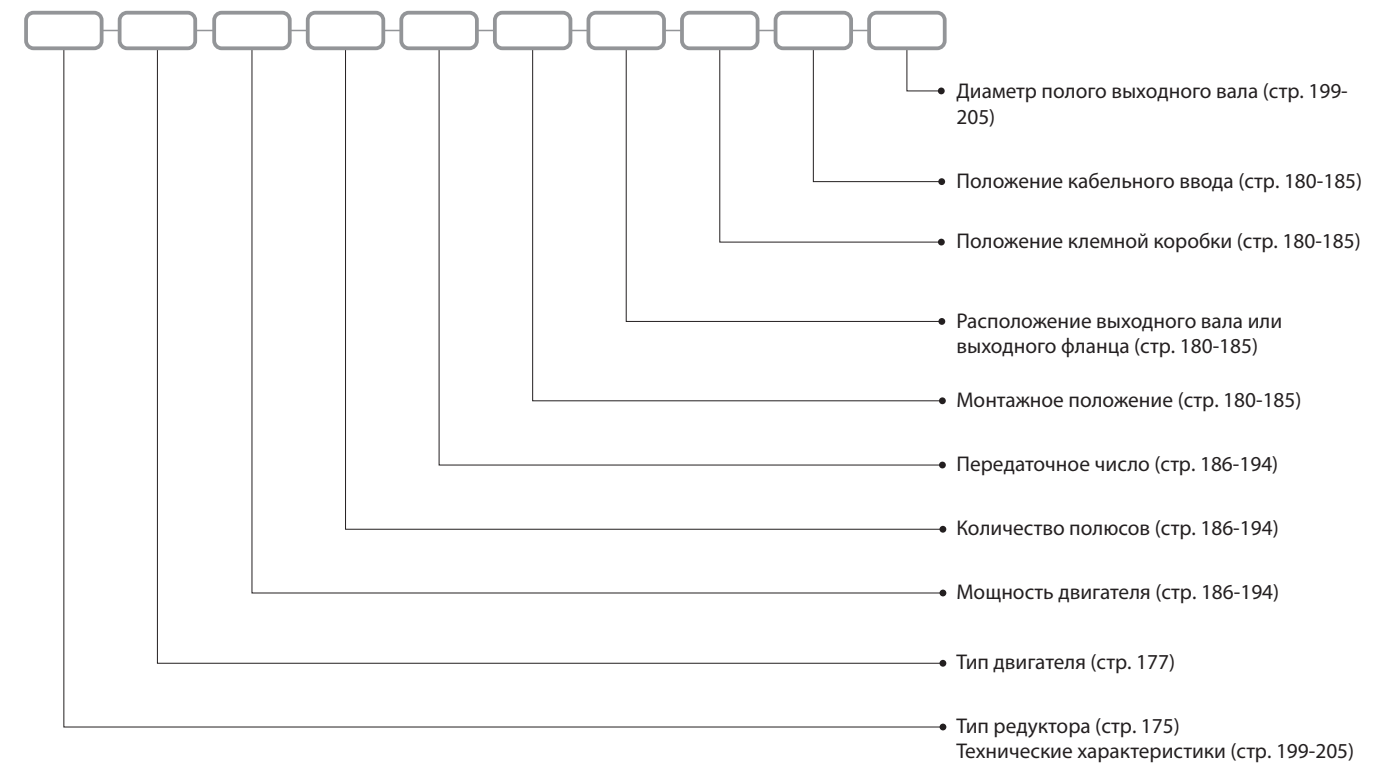 Диаметр полого выходного вала (стр. 199-
205)
Положение кабельного ввода (стр. 180-185)
Положение клемной коробки (стр. 180-185)
Расположение выходного вала или
выходного фланца (стр. 180-185)
Монтажное положение (стр. 180-185)
Передаточное число (стр. 186-194)
Количество полюсов (стр. 186-194)
Мощность двигателя (стр. 186-194)
Тип двигателя (стр. 177)
Тип редуктора (стр. 175)
Технические характеристики (стр. 199-205)